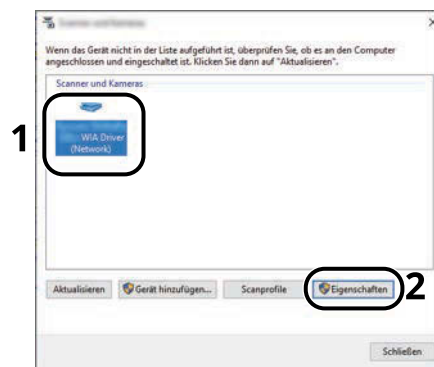 Wenn das Gerät nicht in der Liste aufgeführt ist, überprüfen Sie, ob es an den Computer
angeschlossen und eingeschaltet ist. Klicken Sie dann auf "Aktualisieren".
Scanner und Kameras
1
WIA Driver
(Network)
Aktualisieren Gerät hinzufügen... Scanprofile Eigenschaften 2
Schließen